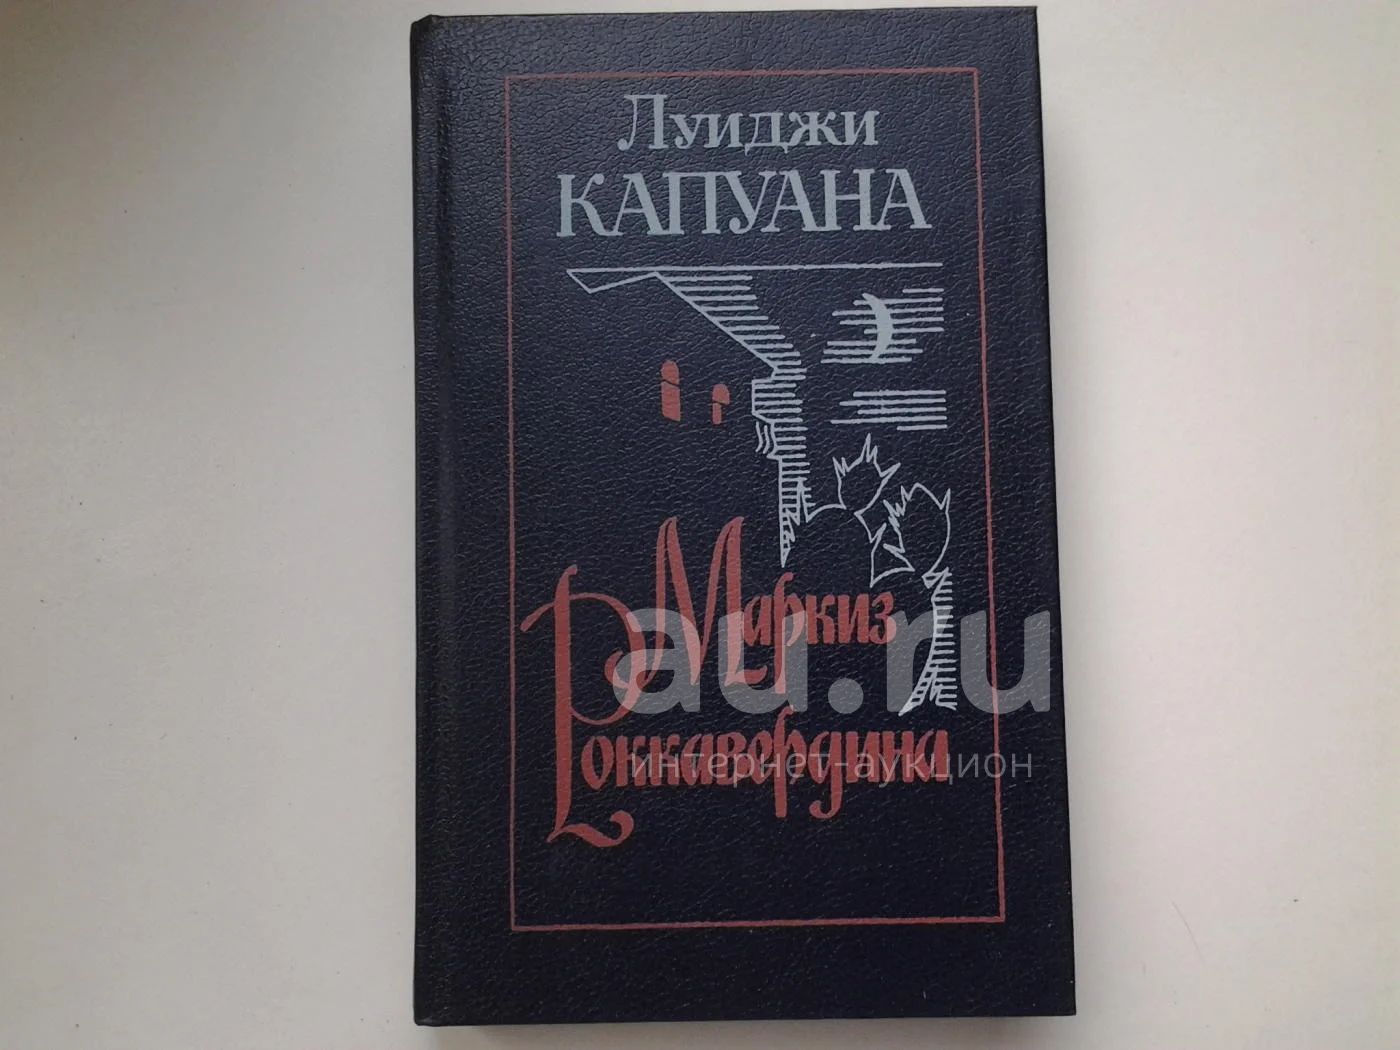 Луиджи
КАПУАНА
Маркиз
Роккавердина
au.ru
интернет-аукцион